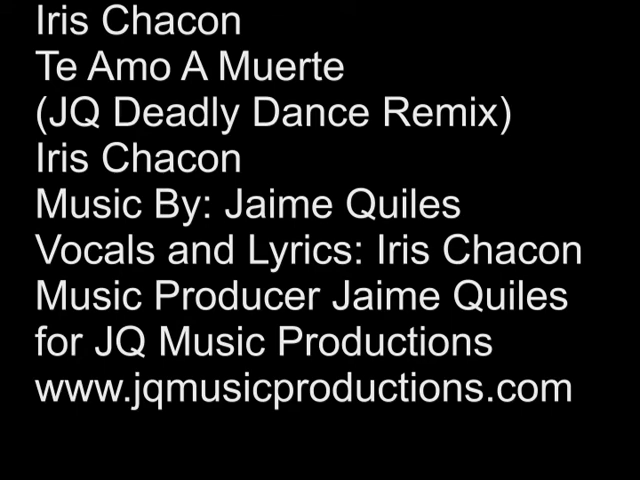 Iris Chacon
Te Amo A Muerte
(JQ Deadly Dance Remix)
Iris Chacon
Music By: Jaime Quiles
Vocals and Lyrics: Iris Chacon
Music Producer Jaime Quiles
for JQ Music Productions
www.jqmusicproductions.com